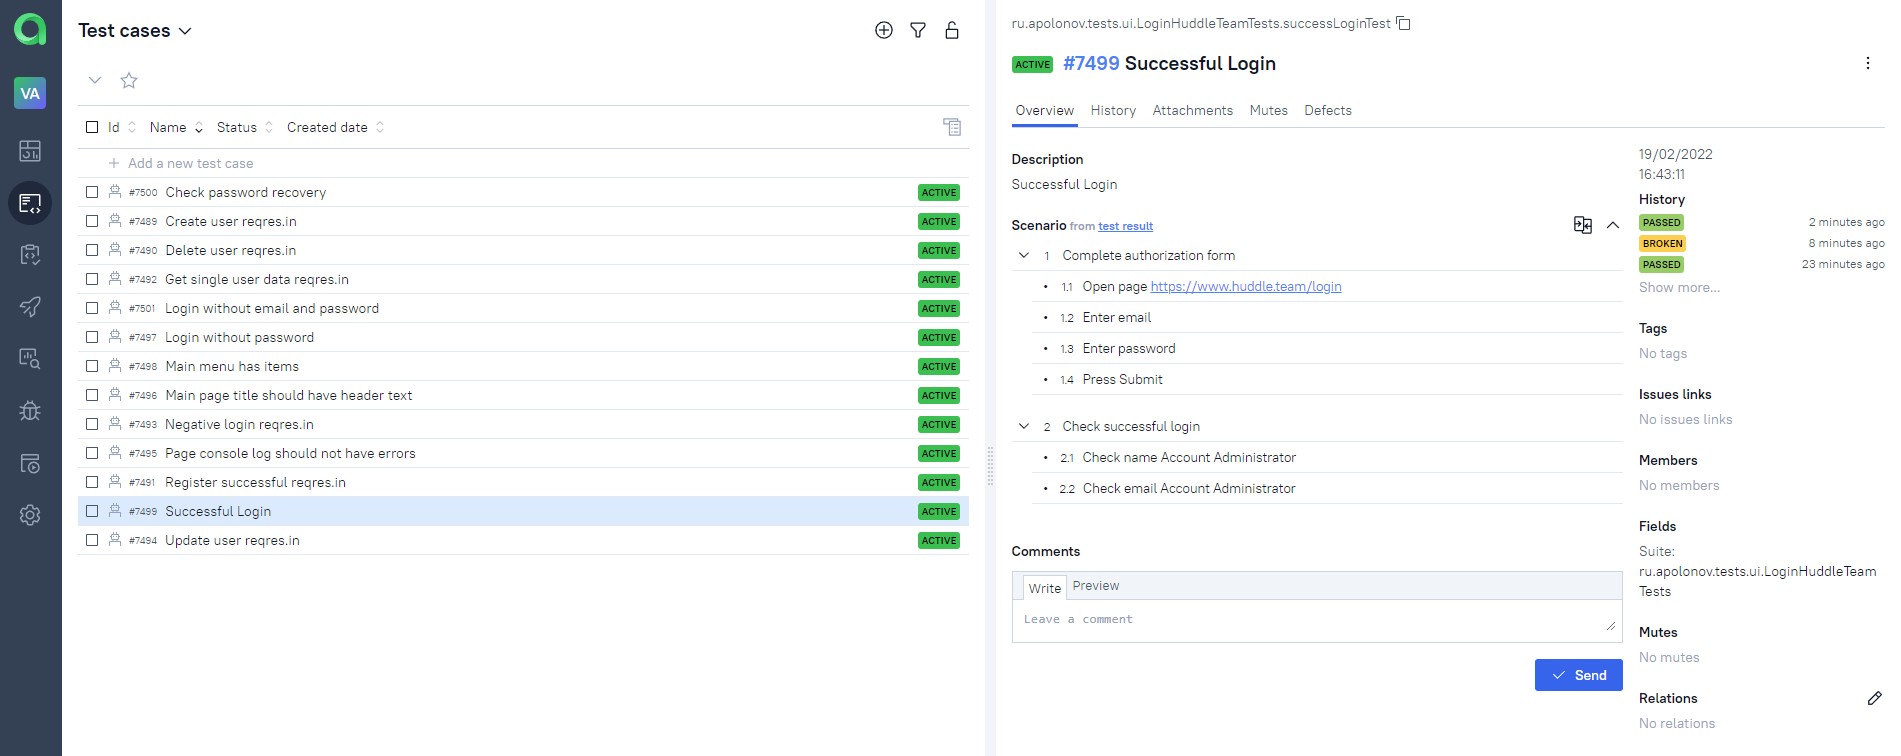 VA
Test cases
Id Name Status Created date
Add a new test case
#7500 Check password recovery ACTIVE
#7489 Create user reqres.in ACTIVE
#7490 Delete user reqres.in ACTIVE
#7492 Get single user data reqres.in ACTIVE
#7501 Login without email and password ACTIVE
#7497 Login without password ACTIVE
#7498 Main menu has items ACTIVE
#7496 Main page title should have header text ACTIVE
#7493 Negative login reqres.in ACTIVE
#7495 Page console log should not have errors ACTIVE
#7491 Register successful reqres.in ACTIVE
#7499 Successful Login ACTIVE
#7494 Update user reqres.in ACTIVE
ru.apolonov.tests.ui.LoginHuddleTeamTests.successLoginTest
ACTIVE #7499 Successful Login
Overview History Attachments Mutes Defects
Description
Successful Login
Scenario from test result
1 Complete authorization form
1.1 Open page https://www.huddle.team/login
1.2 Enter email
1.3 Enter password
1.4 Press Submit
2 Check successful login
2.1 Check name Account Administrator
2.2 Check email Account Administrator
Comments
Write Preview
Leave a comment
Send
19/02/2022
16:43:11
History
PASSED 2 minutes ago
BROKEN 8 minutes ago
PASSED 23 minutes ago
Show more...
Tags
No tags
Issues links
No issues links
Members
No members
Fields
Suite:
ru.apolonov.tests.ui.LoginHuddleTeam
Tests
Mutes
No mutes
Relations
No relations